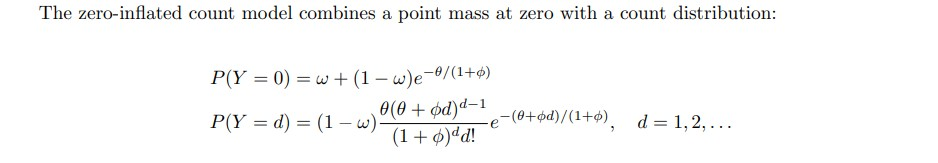 The zero-inflated count model combines a point mass at zero with a count distribution:
P(Y = 0) = ω + (1 − ω)e^{−θ/(1+ϕ)}
P(Y = d) = (1 − ω) \frac{θ(θ + ϕd)^{d−1}}{(1 + ϕ)^d d!} e^{−(θ+ϕd)/(1+ϕ)}, d = 1, 2, . . .